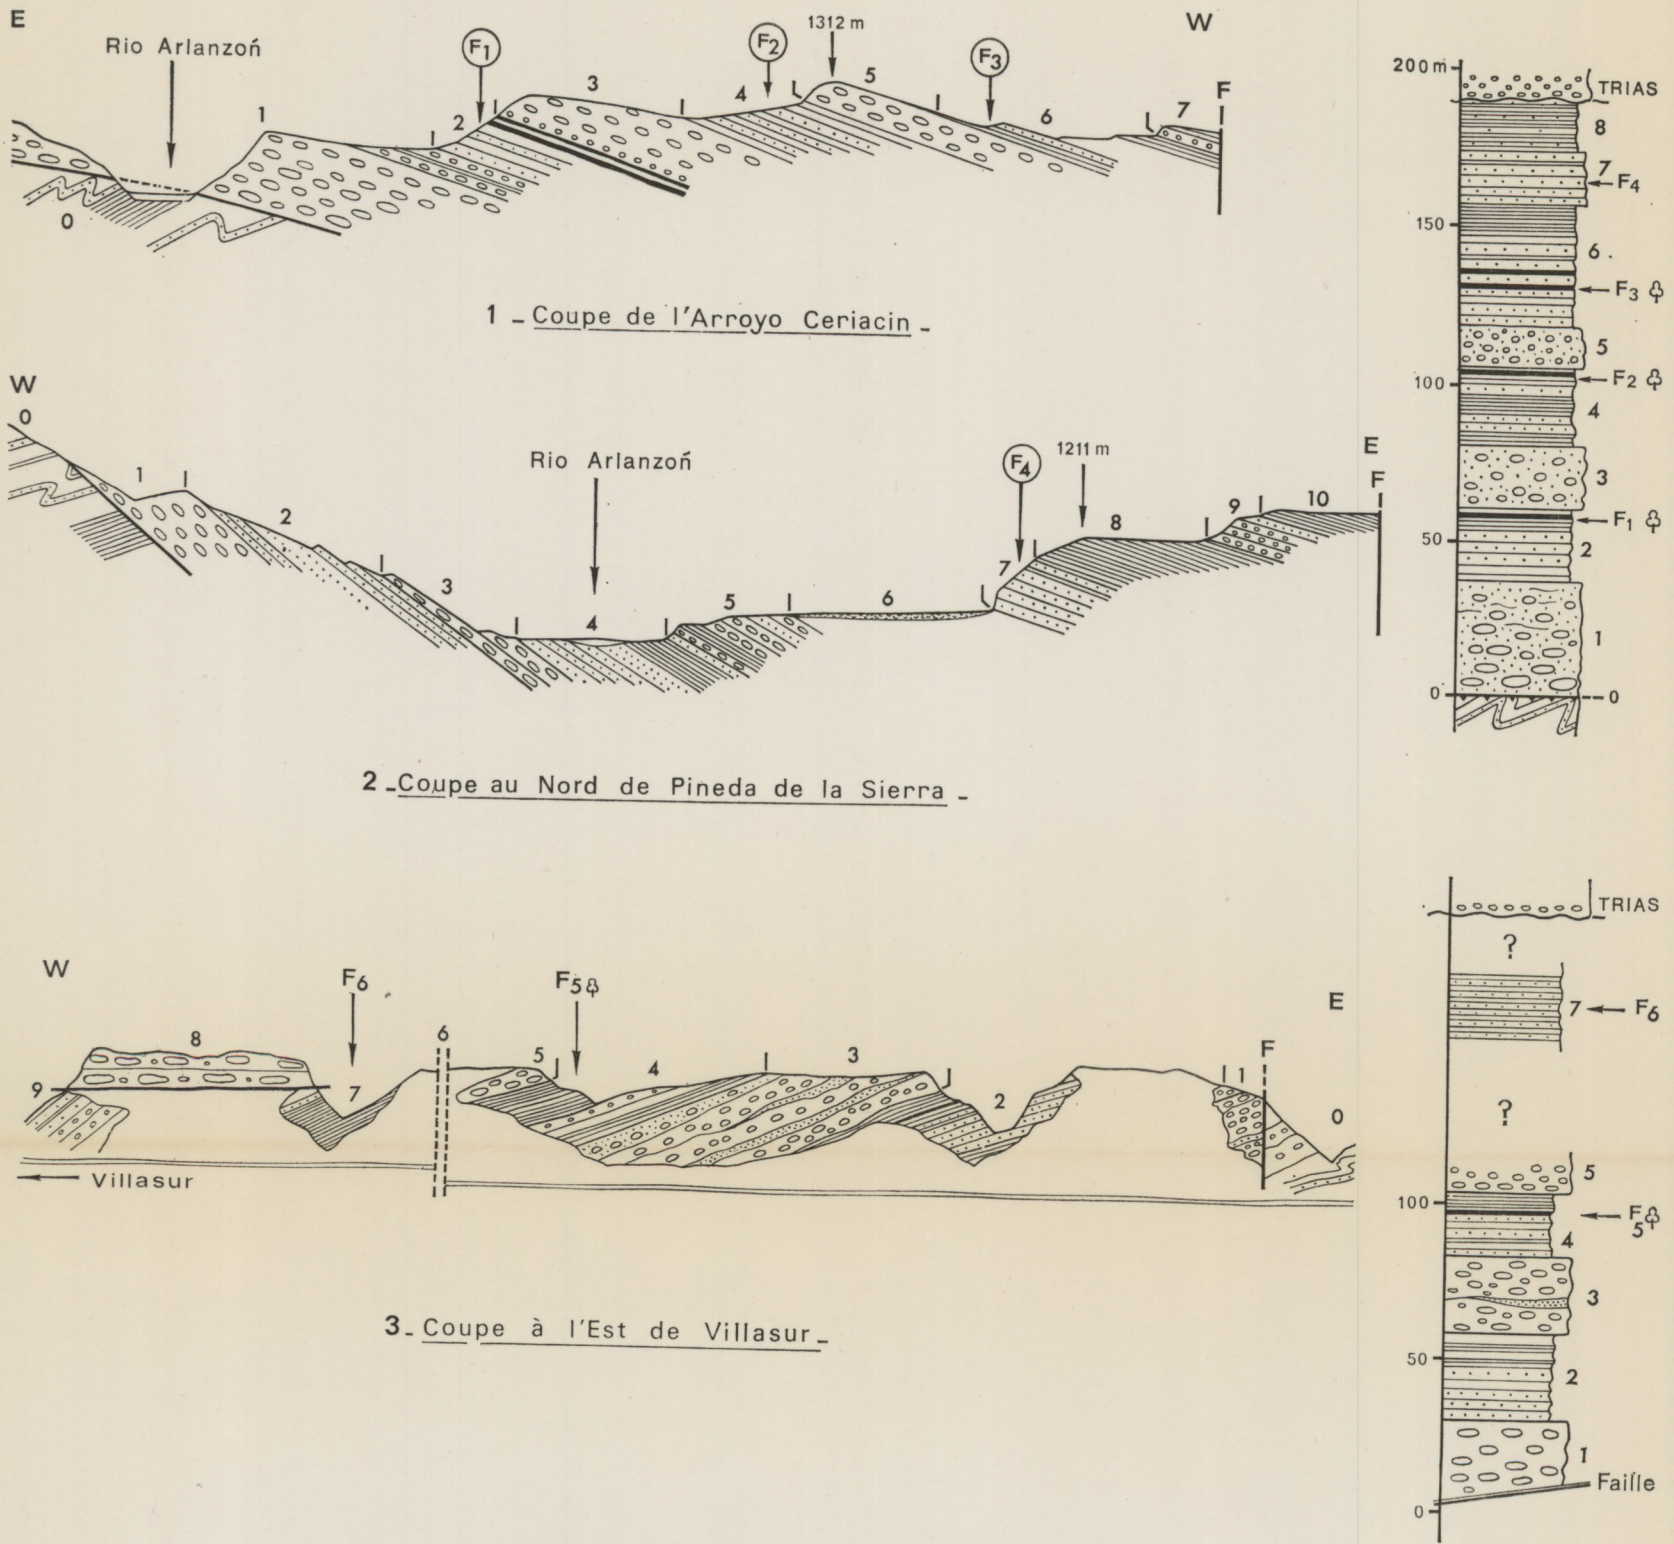 E
W
Rio Arlanzoń
F1
F2
1312 m
F3
F
1
2
3
4
5
6
7
0
1 - Coupe de l'Arroyo Ceriacin -
W
E
0
1
2
3
Rio Arlanzoń
4
5
6
7
F4
1211 m
8
9
10
F
2 - Coupe au Nord de Pineda de la Sierra -
W
E
F6
F5
9
8
7
6
5
4
3
2
F
1
0
Villasur
3 - Coupe à l'Est de Villasur -
200 m
TRIAS
8
7
F4
150
6
F3
5
F2
100
4
3
F1
50
2
1
0
0
TRIAS
?
7
F6
?
5
100
F5
4
3
50
2
1
Faille
0